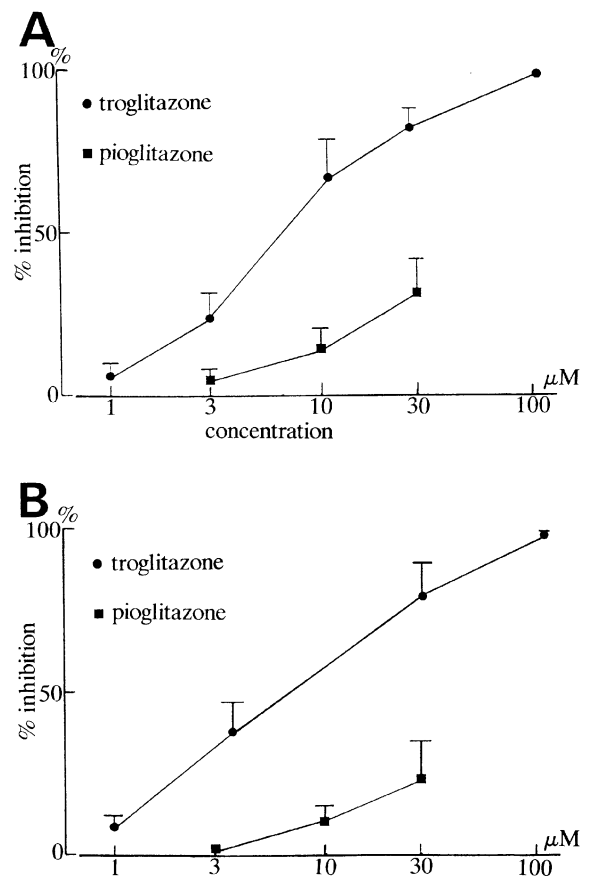 A
%
100
troglitazone
pioglitazone
% inhibition
50
0
μM
1 3 10 30 100
concentration
B
%
100
troglitazone
pioglitazone
% inhibition
50
0
μM
1 3 10 30 100